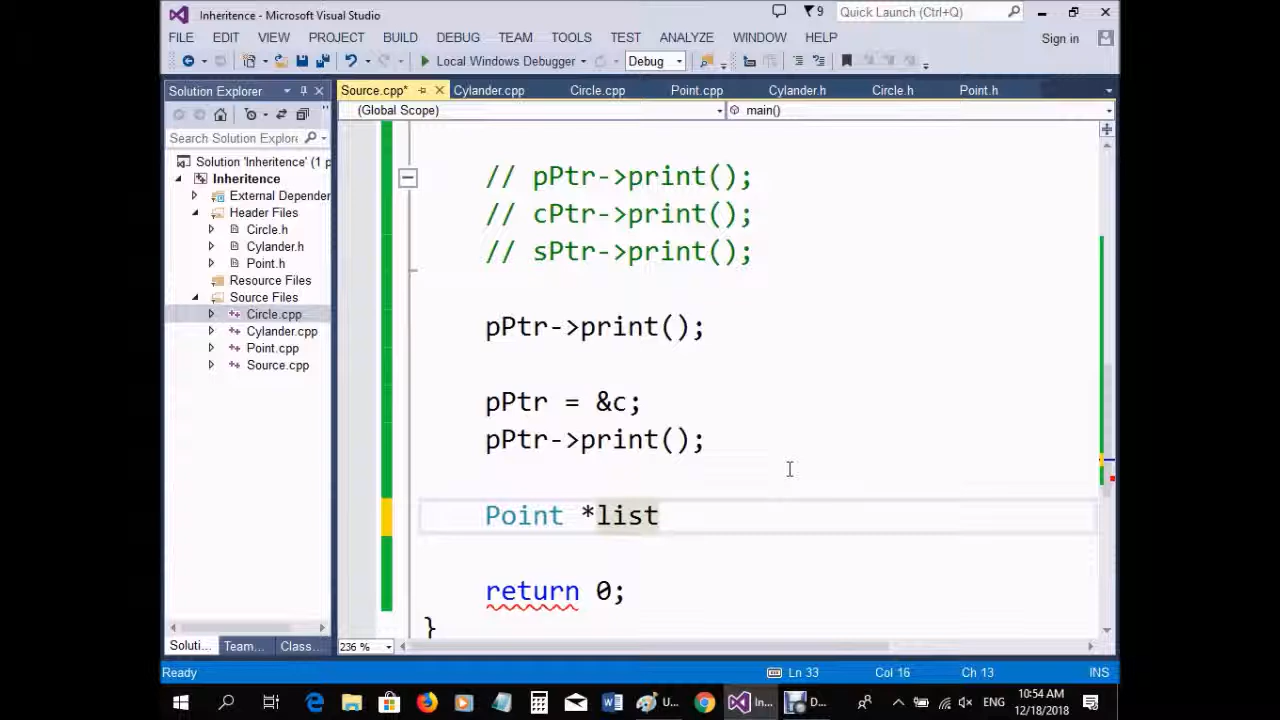 Inheritence - Microsoft Visual Studio
9
Quick Launch (Ctrl+Q)
FILE EDIT VIEW PROJECT BUILD DEBUG TEAM TOOLS TEST ANALYZE WINDOW HELP
Sign in
Local Windows Debugger
Debug
Solution Explorer
Source.cpp* Cylander.cpp Circle.cpp Point.cpp Cylander.h Circle.h Point.h
(Global Scope)
main()
Search Solution Explore
Solution 'Inheritence' (1 p
Inheritence
External Depender
Header Files
Circle.h
Cylander.h
Point.h
Resource Files
Source Files
Circle.cpp
Cylander.cpp
Point.cpp
Source.cpp
// pPtr->print();
// cPtr->print();
// sPtr->print();
pPtr->print();
pPtr = &c;
pPtr->print();
Point *list
return 0;
}
Soluti... Team... Class...
236 %
Ready
Ln 33 Col 16 Ch 13 INS
U...
In...
D...
ENG
10:54 AM
12/18/2018